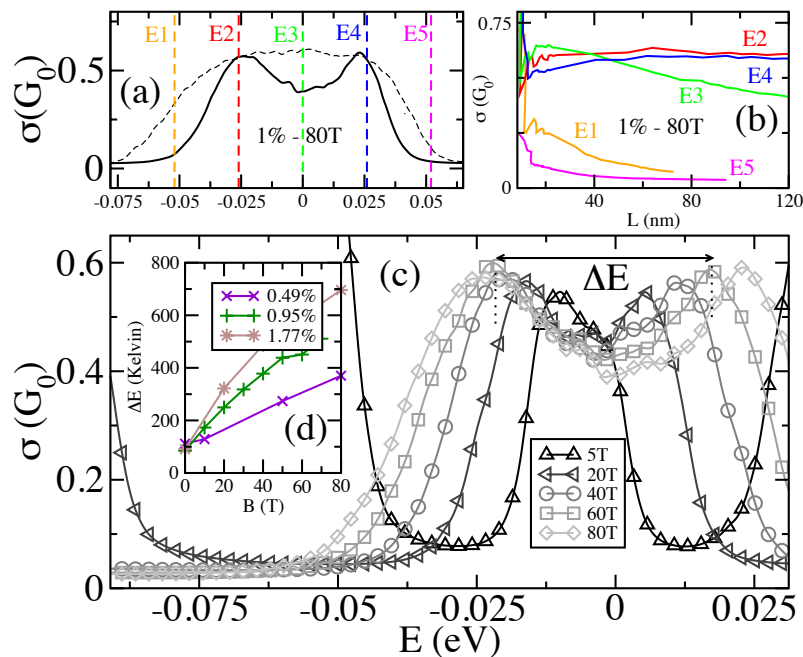 E1 E2 E3 E4 E5
σ(G0)
0.5
0
(a)
1% - 80T
-0.075 -0.05 -0.025 0 0.025 0.05
0.75
0
σ (G0)
E2
E4
E3
E1
1% - 80T
(b)
E5
0 40 80 120
L (nm)
σ (G0)
0.6
0.4
0.2
0
(c)
ΔE
800
600
400
200
0
ΔE (Kelvin)
0.49%
0.95%
1.77%
(d)
0 20 40 60 80
B (T)
5T
20T
40T
60T
80T
-0.075 -0.05 -0.025 0 0.025
E (eV)